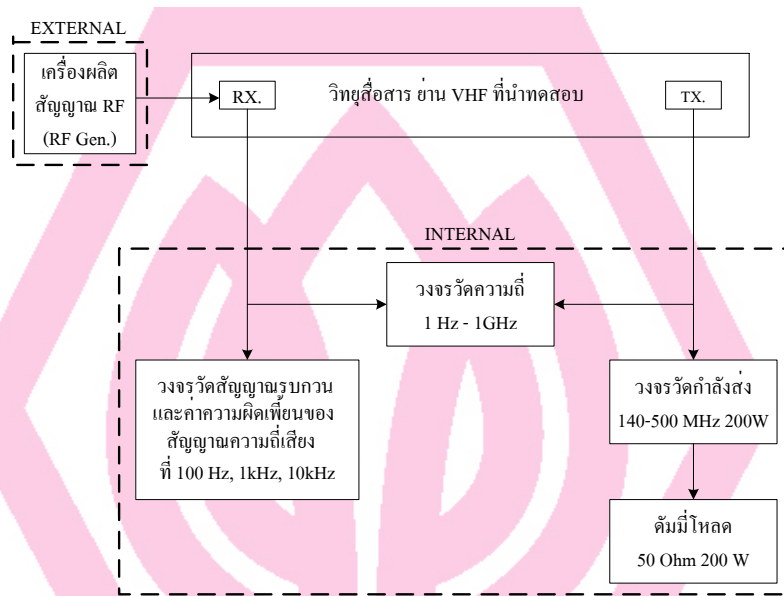 EXTERNAL
เครื่องผลิต
สัญญาณ RF
(RF Gen.)
RX.
วิทยุสื่อสาร ย่าน VHF ที่นำทดสอบ
TX.
INTERNAL
วงจรวัดความถี่
1 Hz - 1GHz
วงจรวัดสัญญาณรบกวน
และค่าความผิดเพี้ยนของ
สัญญาณความถี่เสียง
ที่ 100 Hz, 1kHz, 10kHz
วงจรวัดกำลังส่ง
140-500 MHz 200W
ดัมมี่โหลด
50 Ohm 200 W